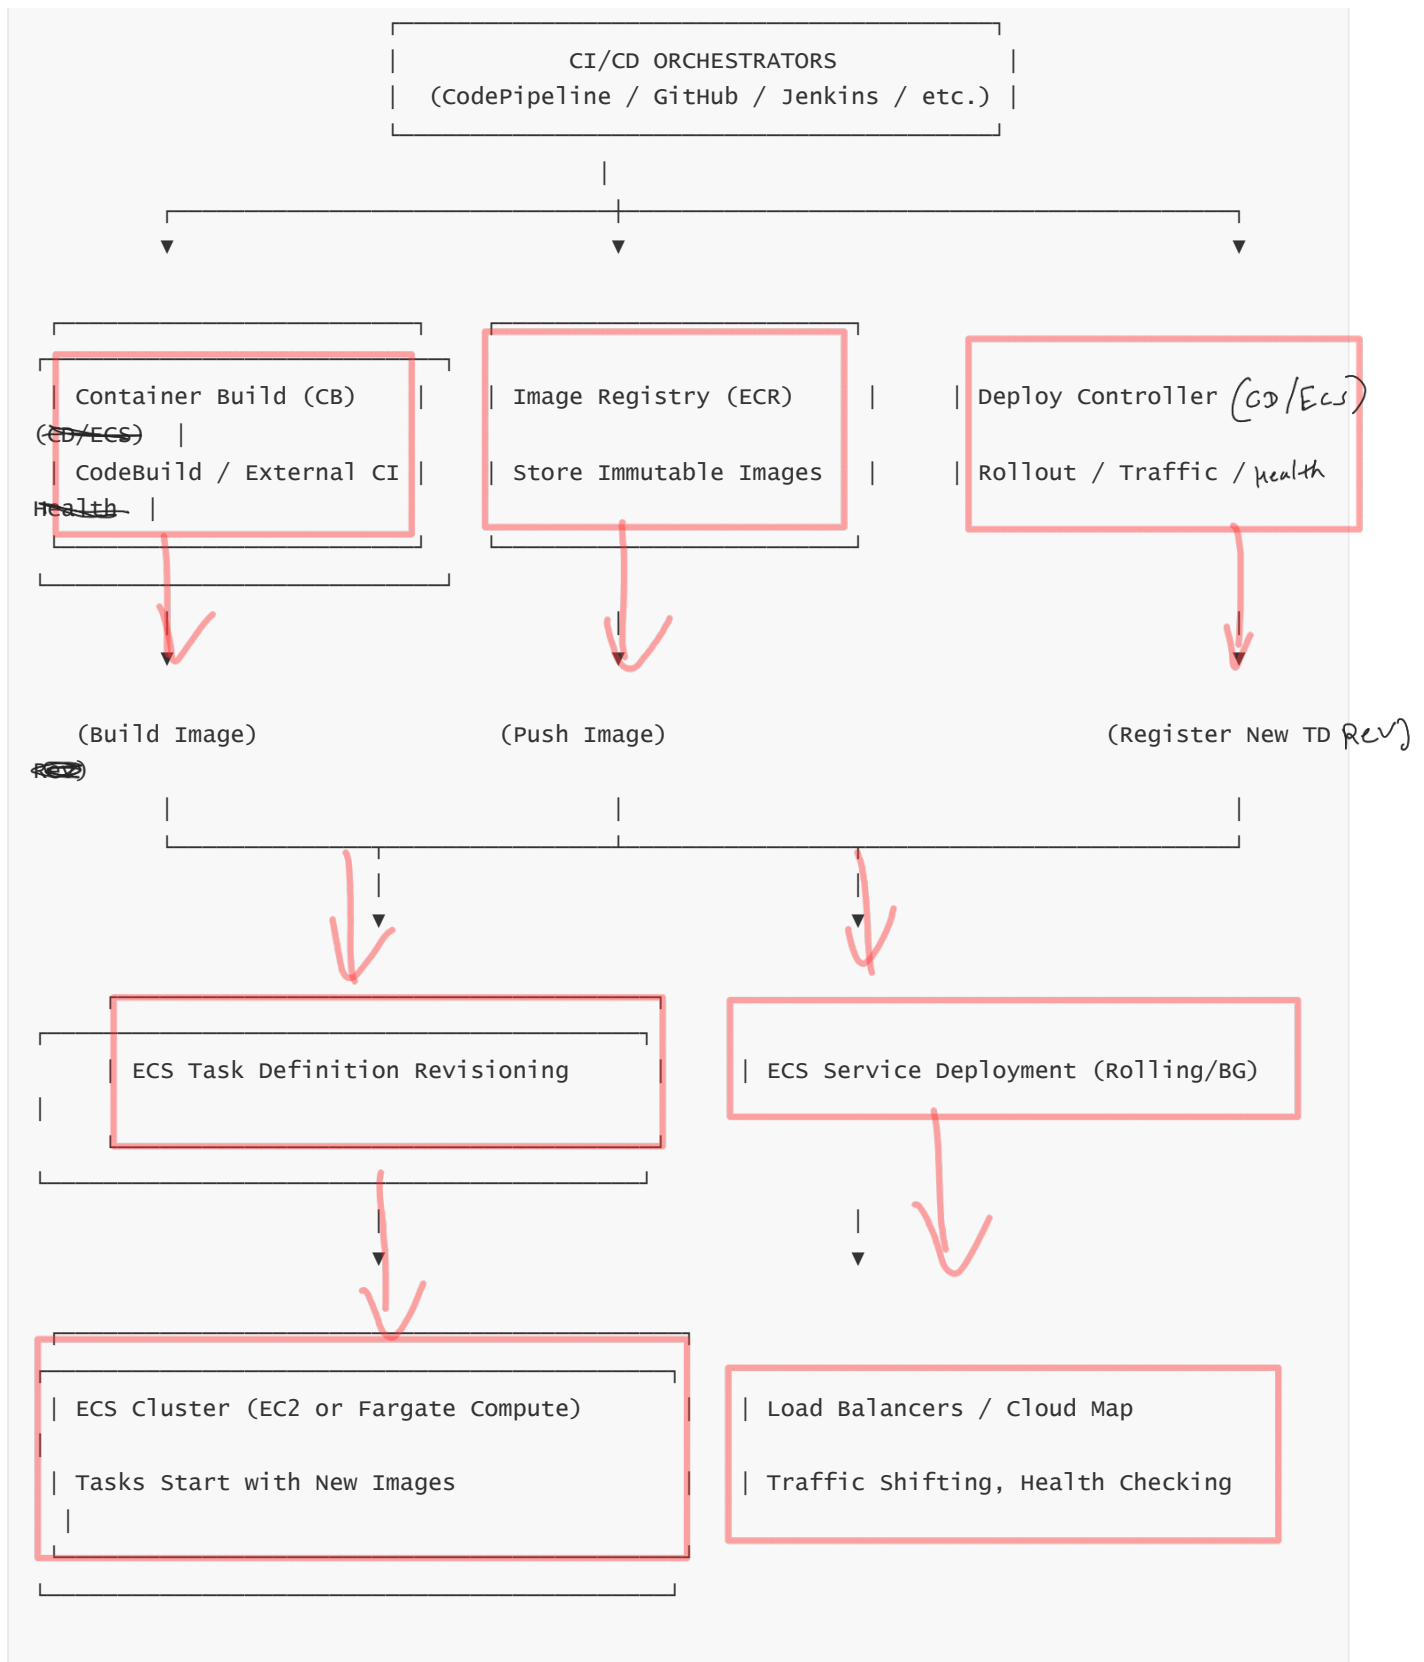 CI/CD ORCHESTRATORS
(CodePipeline / GitHub / Jenkins / etc.)
Container Build (CB) Image Registry (ECR) Deploy Controller (CD/ECS)
(CD/ECS)
CodeBuild / External CI Store Immutable Images Rollout / Traffic / Health
Health
(Build Image) (Push Image) (Register New TD Rev)
Rev)
ECS Task Definition Revisioning ECS Service Deployment (Rolling/BG)
ECS Cluster (EC2 or Fargate Compute) Load Balancers / Cloud Map
Tasks Start with New Images Traffic Shifting, Health Checking